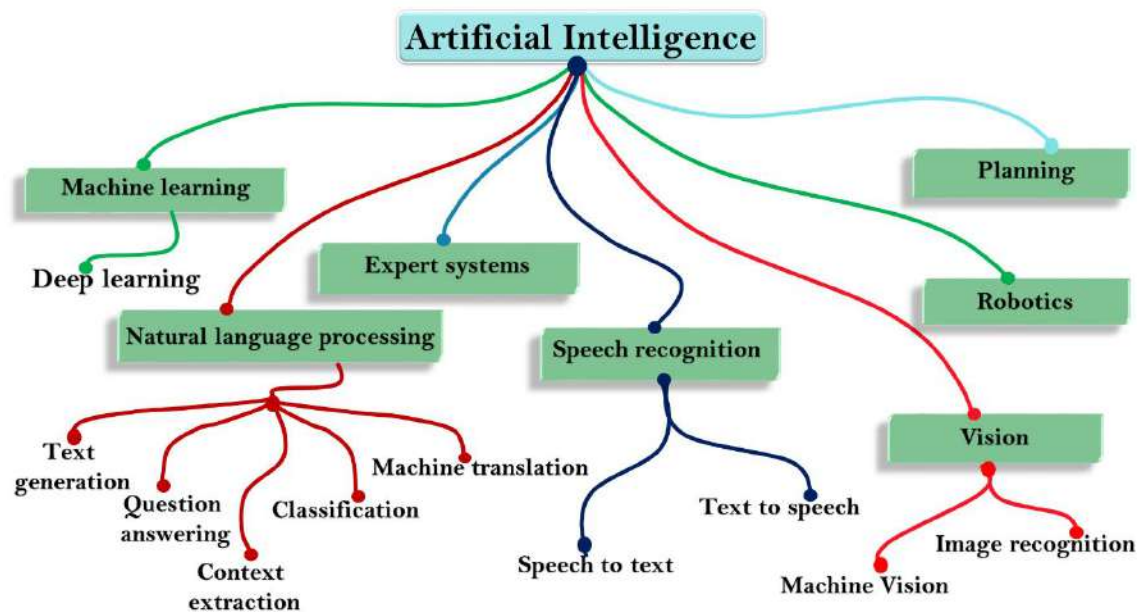 Artificial Intelligence
Machine learning
Planning
Deep learning
Expert systems
Robotics
Natural language processing
Speech recognition
Vision
Text
generation
Question
answering
Context
extraction
Classification
Machine translation
Speech to text
Text to speech
Machine Vision
Image recognition